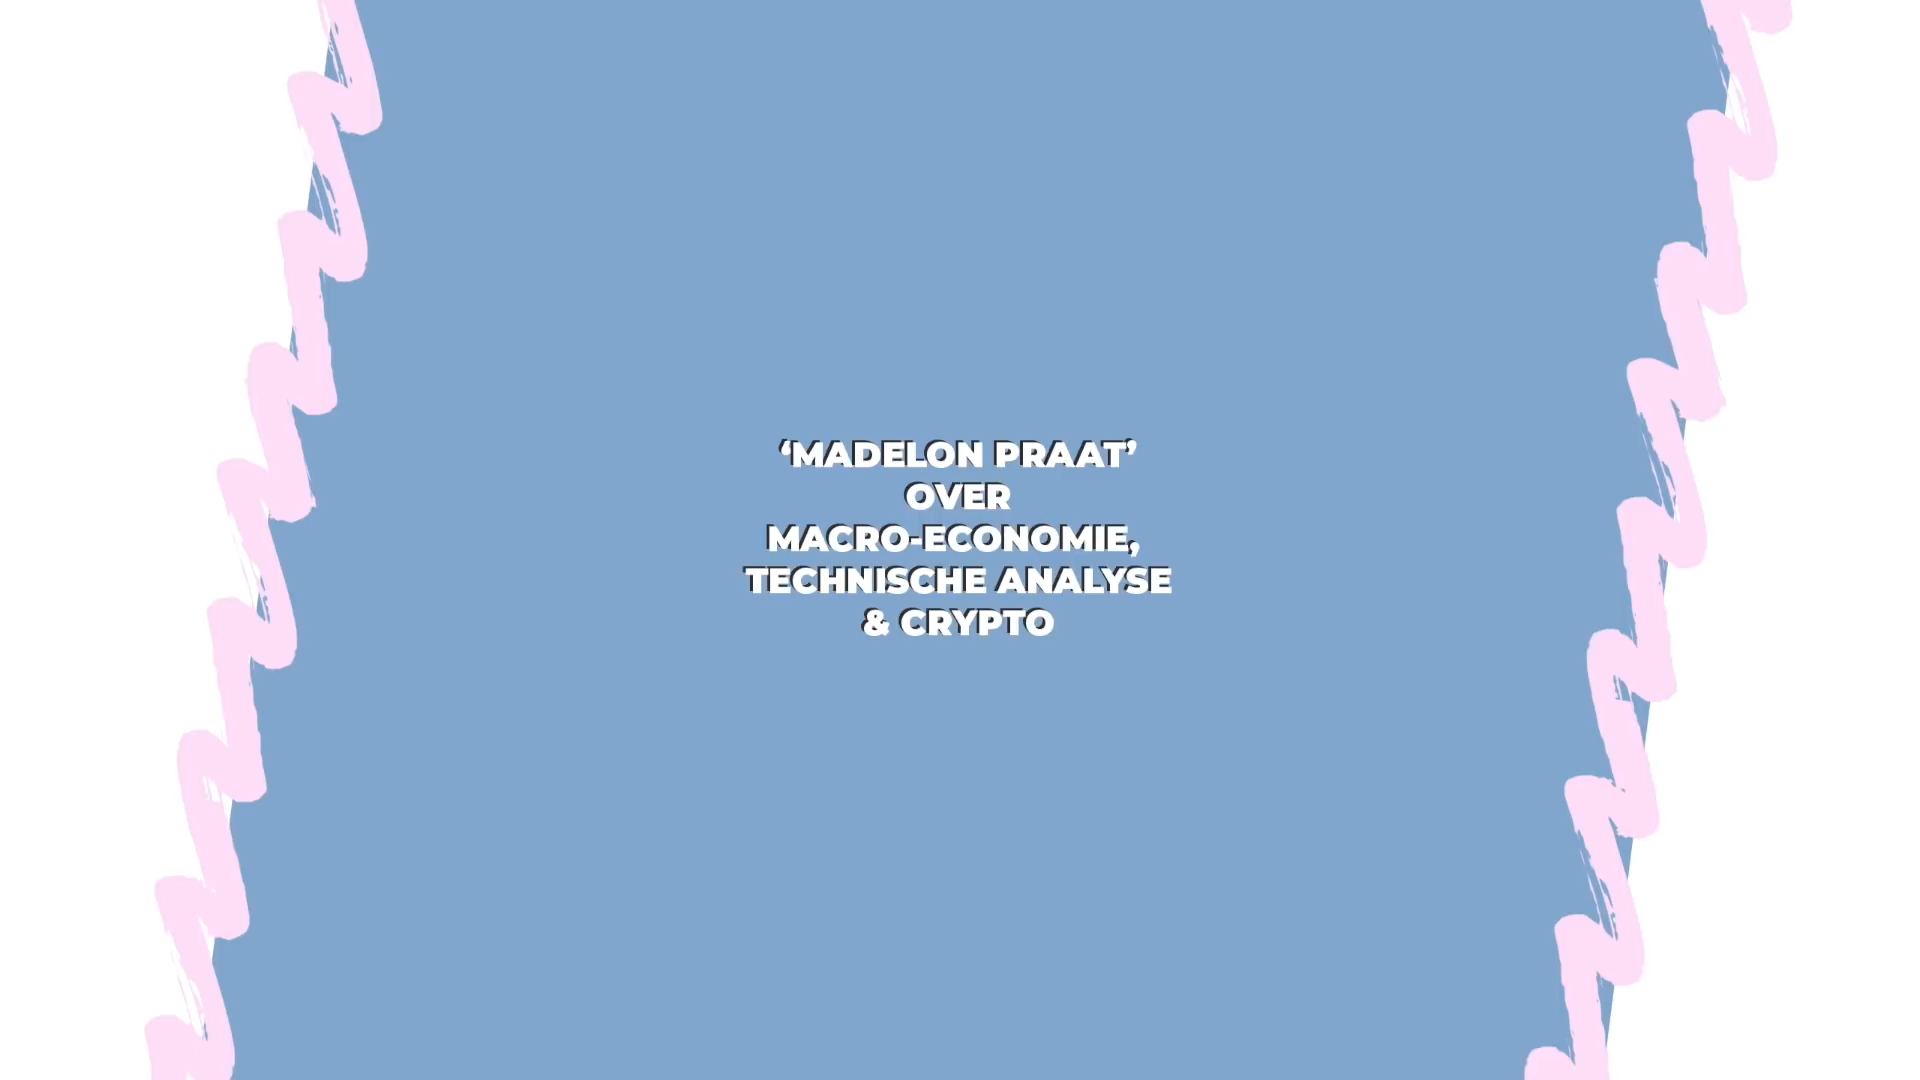 ‘MADELON PRAAT’
OVER
MACRO-ECONOMIE,
TECHNISCHE ANALYSE
& CRYPTO